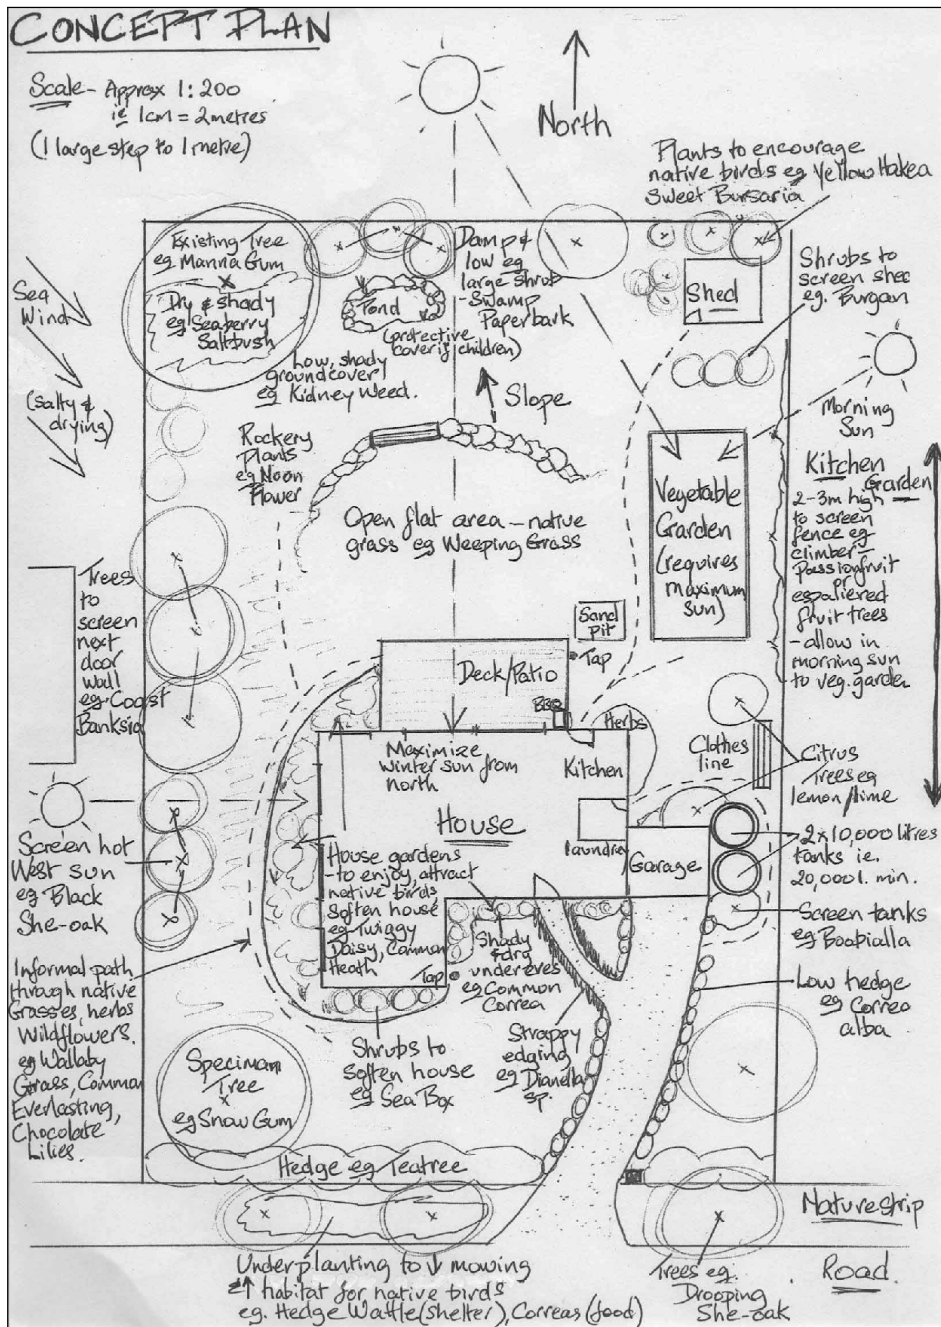 CONCEPT PLAN
Scale - Approx 1:200
ie 1cm = 2metres
(1 large step to 1 metre)
North
Plants to encourage
native birds eg Yellow Hakea
Sweet Bursaria
Existing Tree
eg Manna Gum
Dry & shady
eg. Seaberry
Saltbush
Sea
Wind
(salty &
drying)
Pond
(protective
cover if children)
Damp &
low eg
large shrub
- Swamp
Paperbark
Shed
Shrubs to
screen shed
eg. Burgan
Low, shady
groundcover
eg Kidney Weed.
Slope
Morning
Sun
Rockery
plants
eg Noon
Flower
Open flat area - native
grass eg Weeping Grass
Vegetable
Garden
(requires
maximum
sun)
Kitchen
Garden
2-3m high
to screen
fence eg
climber -
Passionfruit
or
espaliered
fruit trees
- allow in
morning sun
to veg. garden
Trees
to
screen
next
door
wall
eg. Coast
Banksia
Sand
pit
Tap
Deck/Patio
BBQ
Herbs
Clothes
line
Maximize
winter sun from
north
Kitchen
Citrus
Trees eg
lemon/lime
House
Laundry
Garage
2 x 10,000 litres
tanks ie.
20,000 l. min.
Screen hot
West sun
eg Black
She-oak
House gardens
- to enjoy, attract
native birds
Soften house
eg Twiggy
Daisy, Common
Heath
Tap
Shady
& dry
under eves
eg Common
Correa
Screen tanks
eg Boobialla
Low hedge
eg Correa
alba
Informal path
through native
Grasses, herbs
Wildflowers.
eg Wallaby
Grass, Common
Everlasting,
Chocolate
Lilies.
Shrubs to
soften house
eg Sea Box
Strappy
edging
eg Dianella
sp.
Speciman
Tree
eg Snow Gum
Hedge eg Teatree
Nature strip
Underplanting to ↓ mowing
& ↑ habitat for native birds
eg. Hedge Wattle (shelter), Correas (food)
Trees eg.
Drooping
She-oak
Road